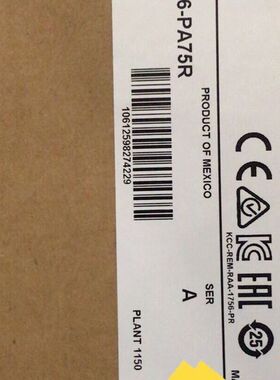 6-PA75R
PRODUCT OF MEXICO
10612598274229
SER
A
PLANT 1150
CE
EAC
KCC-REM-RAA-1756-PR
25